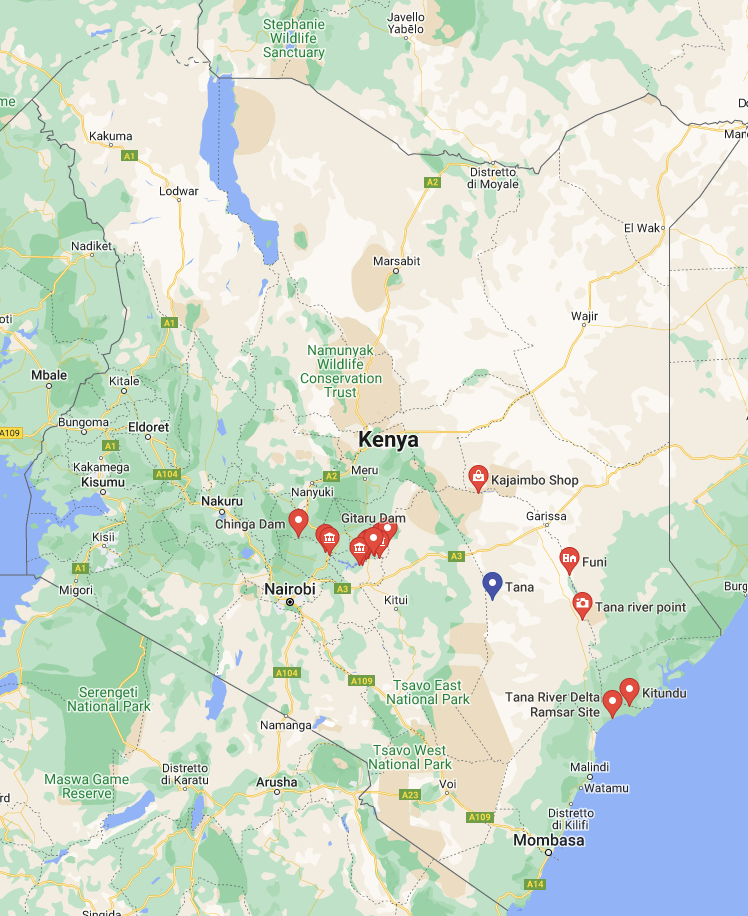 Javello
Yabēlo
Stephanie
Wildlife
Sanctuary
me
Kakuma
A1
Lodwar
A2
Distretto
di Moyale
El Wak
Nadiket
Marsabit
oti
A1
Wajir
Namunyak
Wildlife
Conservation
Trust
Mbale
Kitale
Bungoma
Eldoret
A109
A1
Kenya
Kakamega
Kisumu
A104
A2
Meru
Nanyuki
Kajaimbo Shop
Nakuru
Chinga Dam
Gitaru Dam
Garissa
Kisii
A3
Funi
A1
Migori
Nairobi
A3
Kitui
Tana
Tana river point
Burg
A104
A109
Serengeti
National Park
Tsavo East
National Park
Tana River Delta
Ramsar Site
Kitundu
Namanga
Tsavo West
National Park
Distretto
di Karatu
Maswa Game
Reserve
Arusha
Malindi
Watamu
rd
A23
Voi
A109
Distretto
di Kilifi
Mombasa
A14
Singida